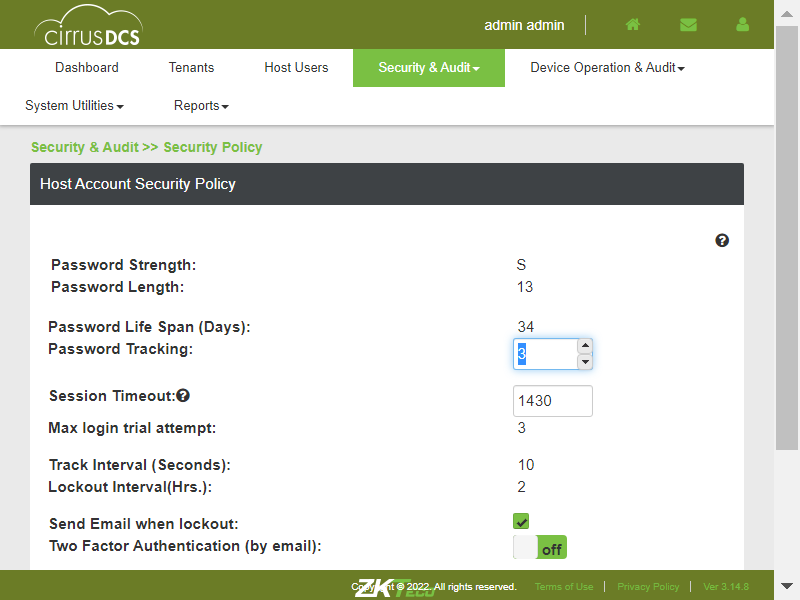 cirrusDCS
admin admin
Dashboard Tenants Host Users Security & Audit Device Operation & Audit
System Utilities Reports
Security & Audit >> Security Policy
Host Account Security Policy
?
Password Strength: S
Password Length: 13
Password Life Span (Days): 34
Password Tracking: 3
Session Timeout:? 1430
Max login trial attempt: 3
Track Interval (Seconds): 10
Lockout Interval(Hrs.): 2
Send Email when lockout:
Two Factor Authentication (by email): off
ZKTeco
Copyright © 2022. All rights reserved. Terms of Use | Privacy Policy | Ver 3.14.8